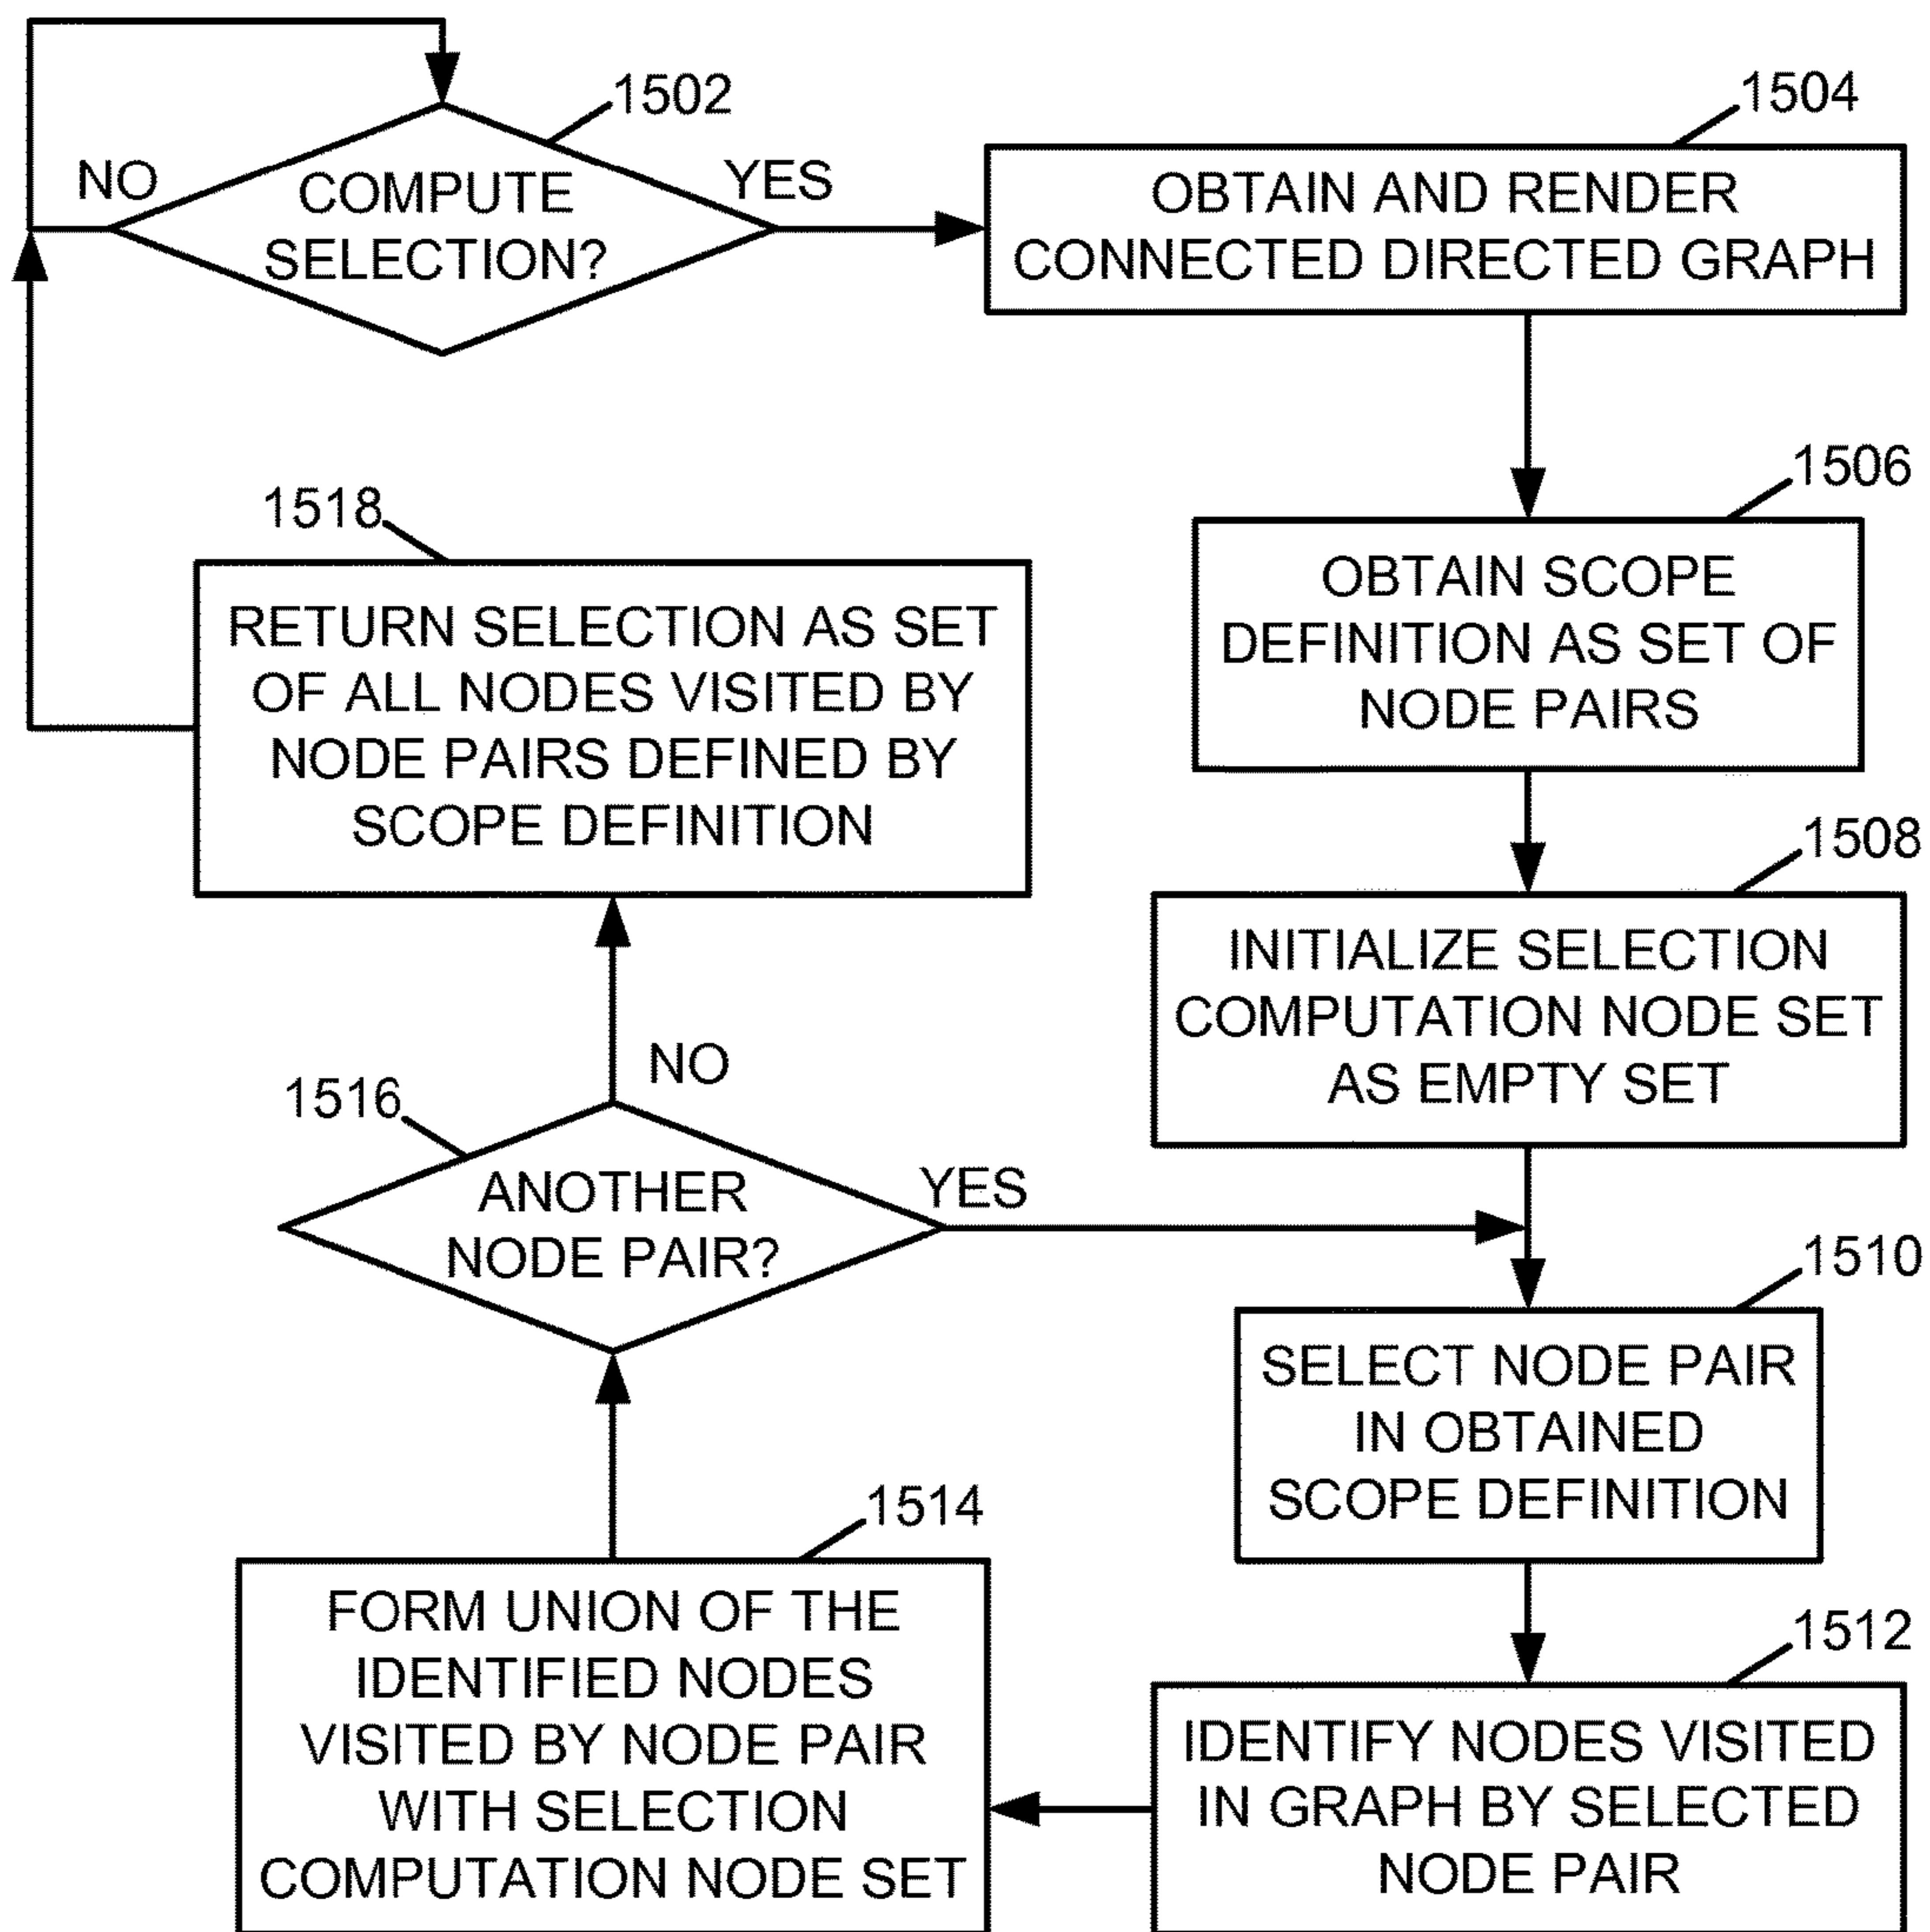 1502
NO
COMPUTE
SELECTION?
YES
1504
OBTAIN AND RENDER
CONNECTED DIRECTED GRAPH
1506
OBTAIN SCOPE
DEFINITION AS SET OF
NODE PAIRS
1508
INITIALIZE SELECTION
COMPUTATION NODE SET
AS EMPTY SET
1510
SELECT NODE PAIR
IN OBTAINED
SCOPE DEFINITION
1512
IDENTIFY NODES VISITED
IN GRAPH BY SELECTED
NODE PAIR
1514
FORM UNION OF THE
IDENTIFIED NODES
VISITED BY NODE PAIR
WITH SELECTION
COMPUTATION NODE SET
1516
ANOTHER
NODE PAIR?
YES
NO
1518
RETURN SELECTION AS SET
OF ALL NODES VISITED BY
NODE PAIRS DEFINED BY
SCOPE DEFINITION